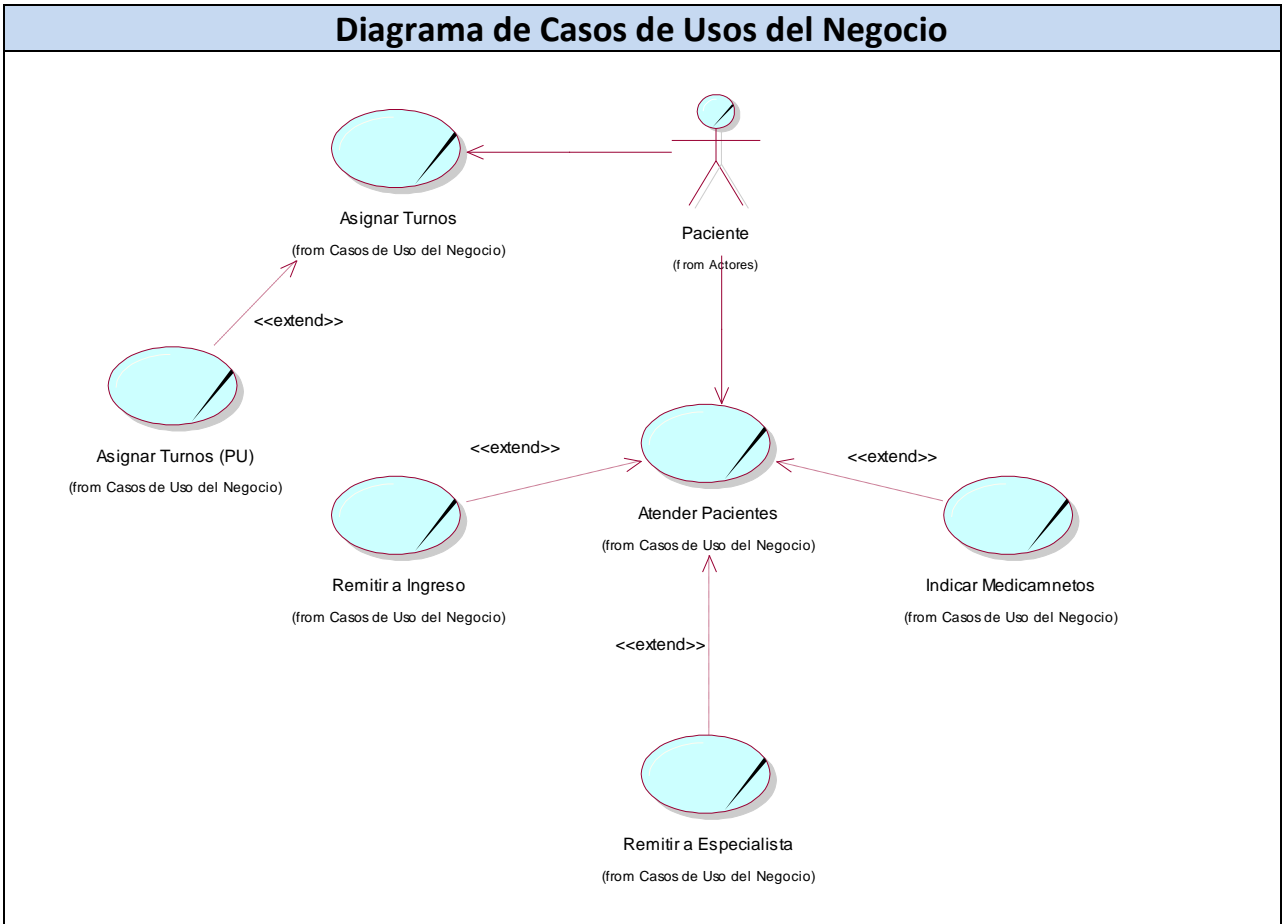 Diagrama de Casos de Usos del Negocio
Asignar Turnos
(from Casos de Uso del Negocio)
Paciente
(from Actores)
<<extend>>
Asignar Turnos (PU)
(from Casos de Uso del Negocio)
<<extend>>
<<extend>>
Remitir a Ingreso
(from Casos de Uso del Negocio)
Atender Pacientes
(from Casos de Uso del Negocio)
Indicar Medicamnetos
(from Casos de Uso del Negocio)
<<extend>>
Remitir a Especialista
(from Casos de Uso del Negocio)